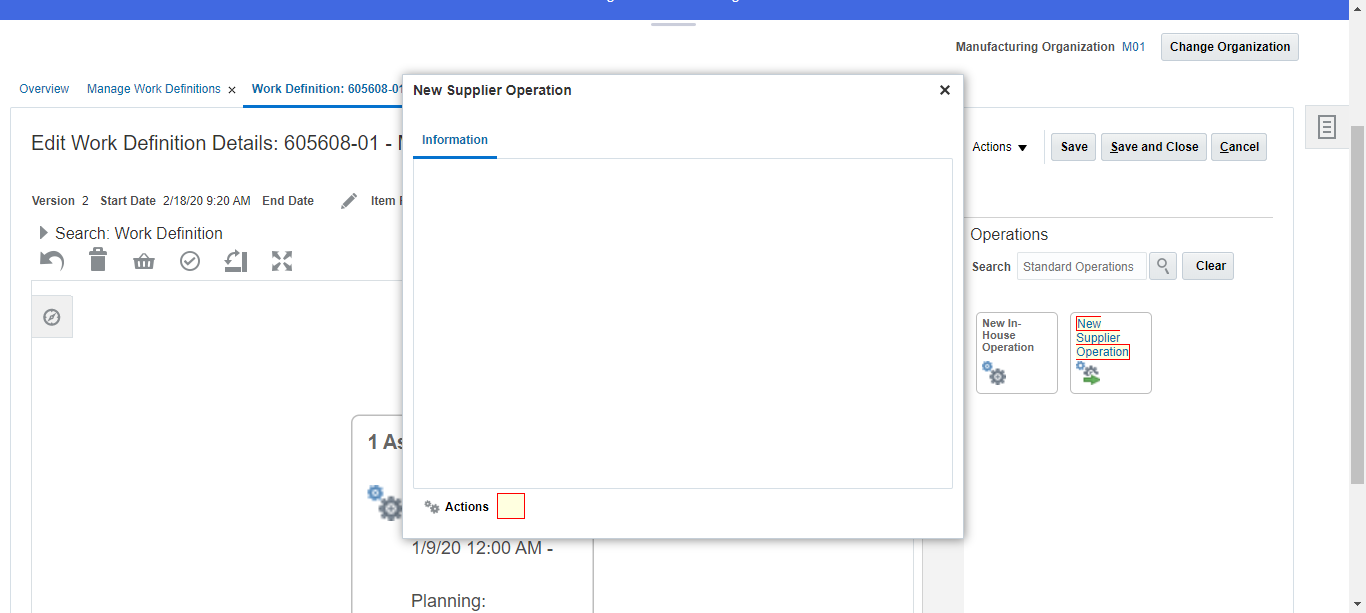 Manufacturing Organization M01 Change Organization
Overview Manage Work Definitions × Work Definition: 605608-01
New Supplier Operation
Information
Edit Work Definition Details: 605608-01 -
Actions Save Save and Close Cancel
Version 2 Start Date 2/18/20 9:20 AM End Date Item
Search: Work Definition
Operations
Search Standard Operations Clear
New In-
House
Operation
New
Supplier
Operation
1 As
Actions
1/9/20 12:00 AM -
Planning: